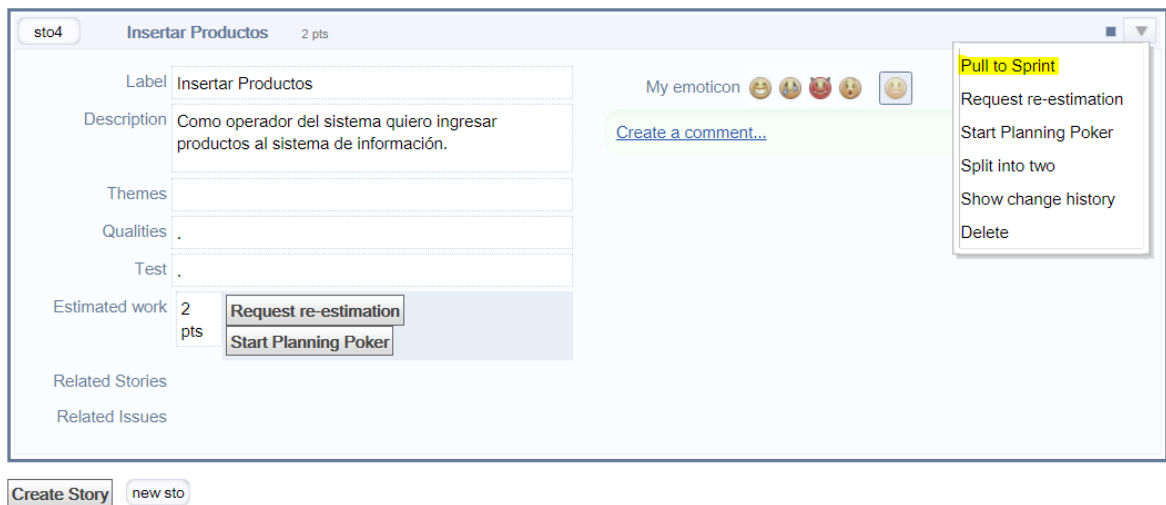 sto4 Insertar Productos 2 pts
Label Insertar Productos
Description Como operador del sistema quiero ingresar
productos al sistema de información.
Themes
Qualities .
Test .
Estimated work 2
pts
Request re-estimation
Start Planning Poker
Related Stories
Related Issues
My emoticon
Create a comment...
Pull to Sprint
Request re-estimation
Start Planning Poker
Split into two
Show change history
Delete
Create Story new sto